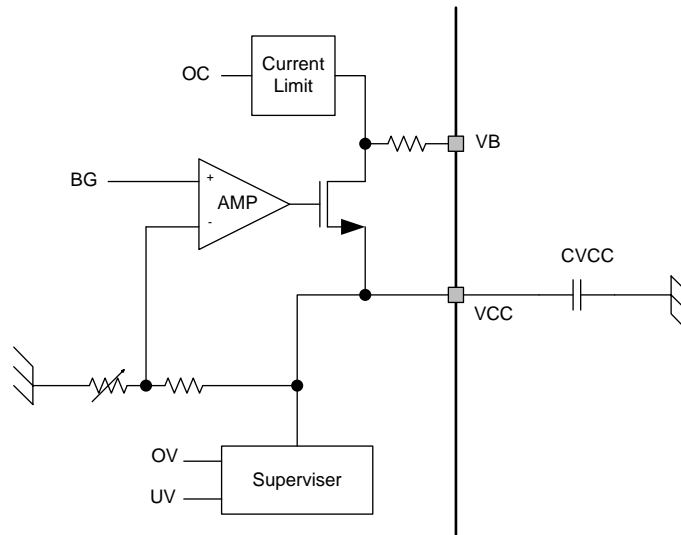 Current
Limit
OC
VB
BG
+
AMP
-
CVCC
VCC
OV
Superviser
UV